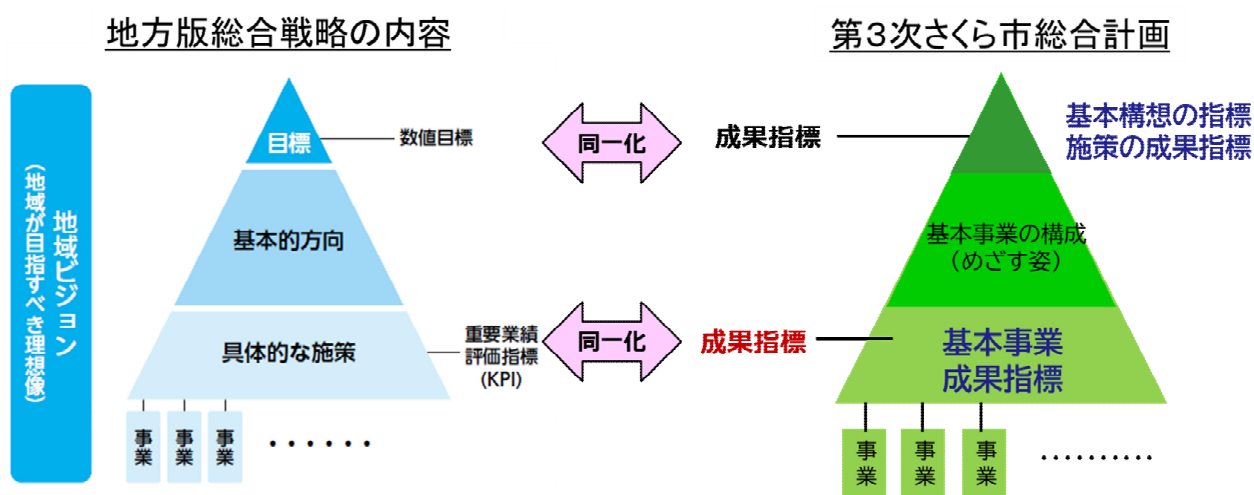 地方版総合戦略の内容
地域ビジョン
(地域が目指すべき理想像)
目標
数値目標
基本的方向
具体的な施策
重要業績
評価指標
(KPI)
事業
事業
事業
・・・・・・
同一化
同一化
第3次さくら市総合計画
成果指標
基本構想の指標
施策の成果指標
基本事業の構成
(めざす姿)
成果指標
基本事業
成果指標
事業
事業
事業
‥‥‥‥‥